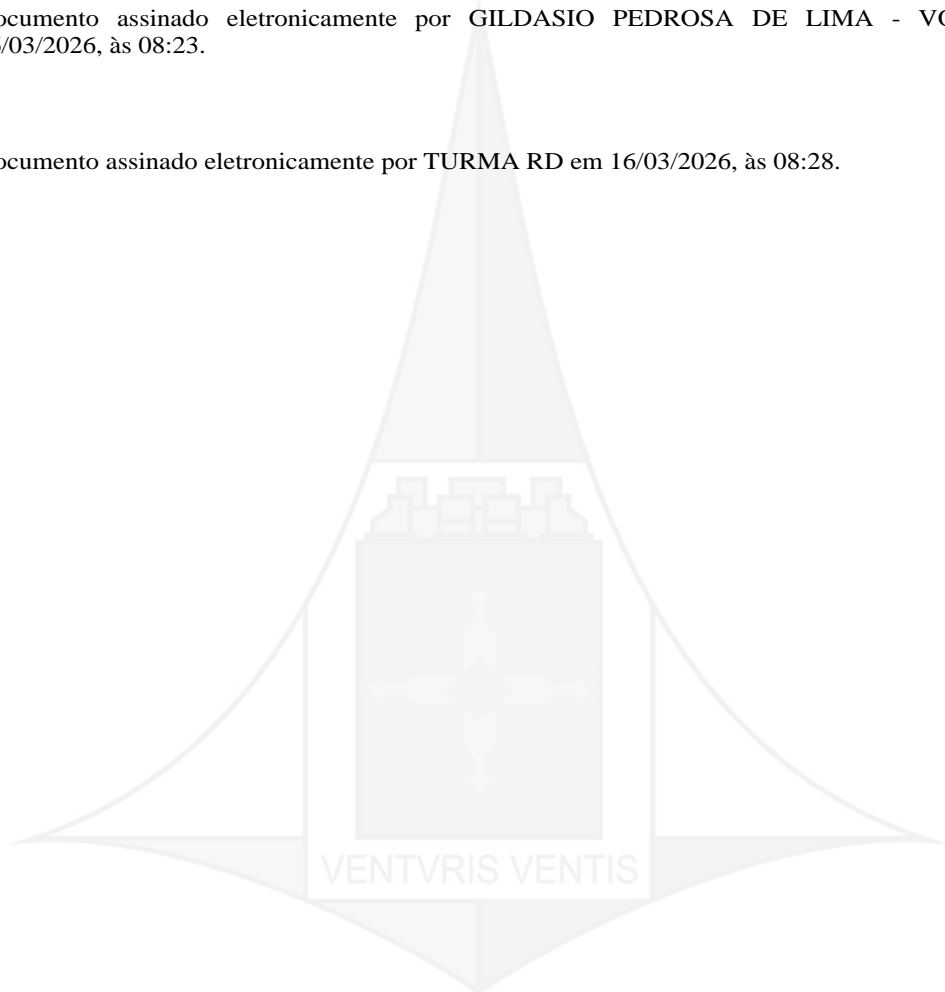 ocumento assinado eletronicamente por GILDASIO PEDROSA DE LIMA - VO
/03/2026, às 08:23.
ocumento assinado eletronicamente por TURMA RD em 16/03/2026, às 08:28.
VENTVRIS VENTIS